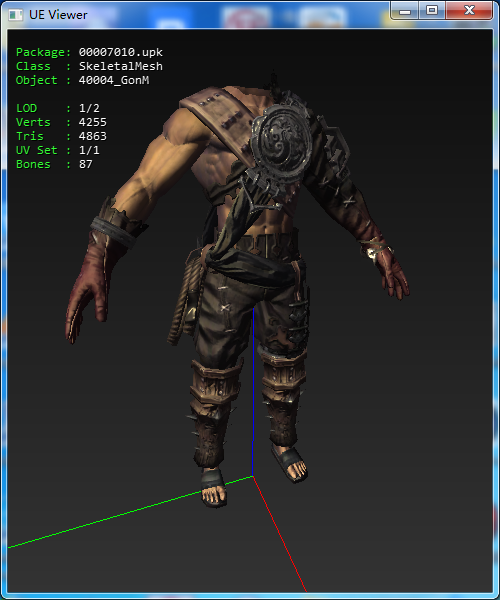 UE Viewer
Package: 00007010.upk
Class : SkeletalMesh
Object : 40004_GonM
LOD : 1/2
Verts : 4255
Tris : 4863
UV Set : 1/1
Bones : 87